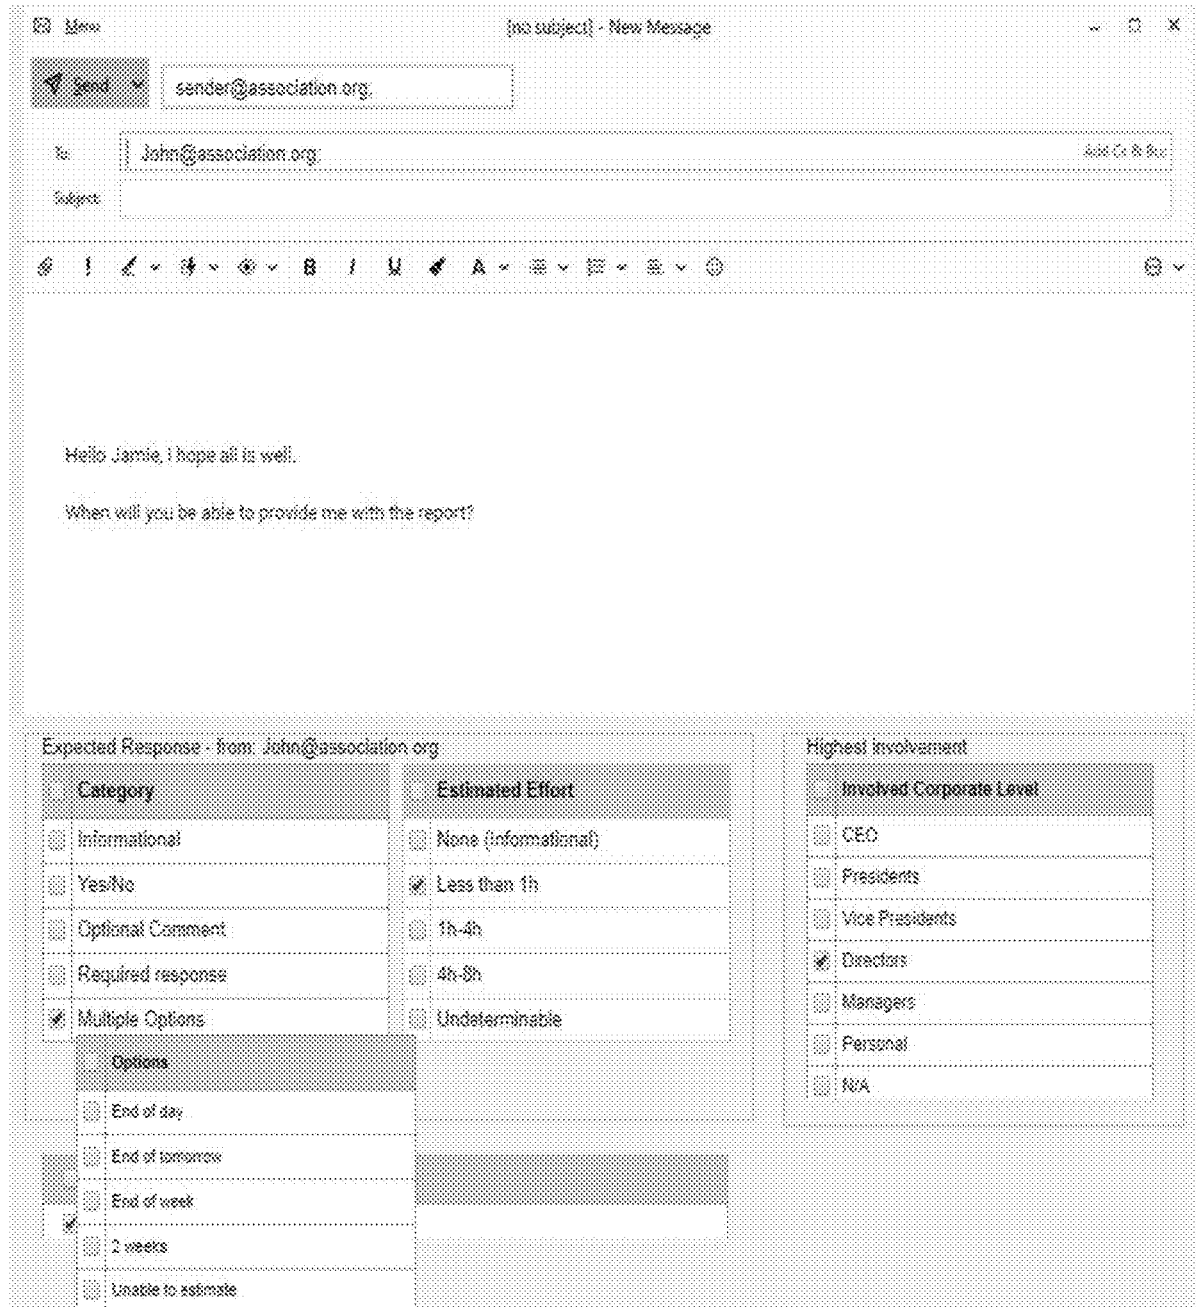 Menu
[no subject] - New Message
Send
sender@association.org;
To:
John@association.org;
Add Cc & Bcc
Subject:
B I U A
Hello Jamie, I hope all is well.
When will you be able to provide me with the report?
Expected Response - from: John@association.org
Category
Informational
Yes/No
Optional Comment
Required response
Multiple Options
Estimated Effort
None (informational)
Less than 1h
1h-4h
4h-8h
Undeterminable
Highest involvement
Involved Corporate Level
CEO
Presidents
Vice Presidents
Directors
Managers
Personal
N/A
Options
End of day
End of tomorrow
End of week
2 weeks
Unable to estimate